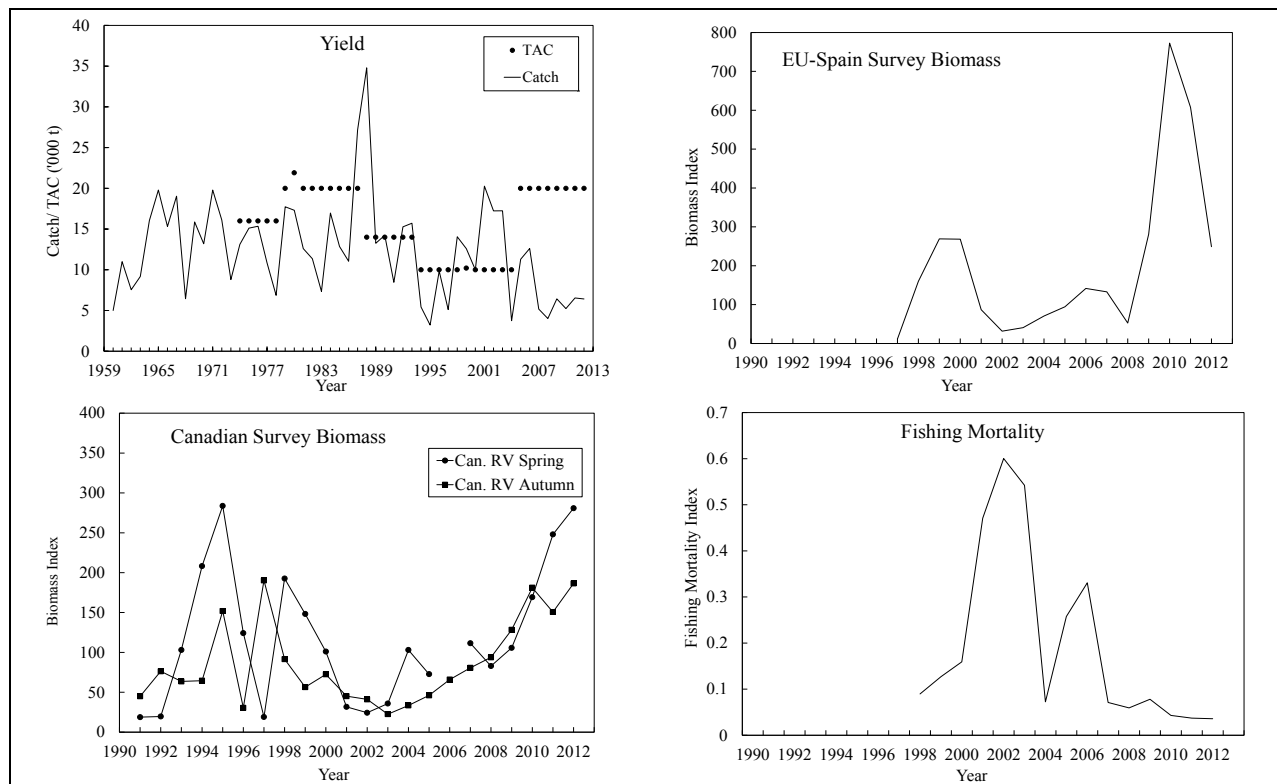 Yield
TAC
Catch
Catch/ TAC ('000 t)
40
35
30
25
20
15
10
5
0
1959 1965 1971 1977 1983 1989 1995 2001 2007 2013
Year
EU-Spain Survey Biomass
Biomass Index
800
700
600
500
400
300
200
100
0
1990 1992 1994 1996 1998 2000 2002 2004 2006 2008 2010 2012
Year
Canadian Survey Biomass
Can. RV Spring
Can. RV Autumn
Biomass Index
400
350
300
250
200
150
100
50
0
1990 1992 1994 1996 1998 2000 2002 2004 2006 2008 2010 2012
Year
Fishing Mortality
Fishing Mortality Index
0.7
0.6
0.5
0.4
0.3
0.2
0.1
0
1990 1992 1994 1996 1998 2000 2002 2004 2006 2008 2010 2012
Year